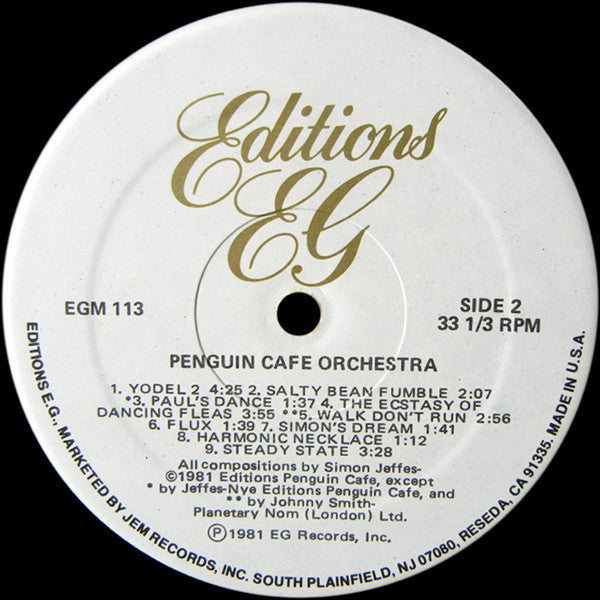 Editions
EG
EGM 113
SIDE 2
33 1/3 RPM
PENGUIN CAFE ORCHESTRA
1. YODEL 2 4:25 2. SALTY BEAN FUMBLE 2:07
*3. PAUL'S DANCE 1:37 4. THE ECSTASY OF
DANCING FLEAS 3:55 **5. WALK DON'T RUN 2:56
6. FLUX 1:39 7. SIMON'S DREAM 1:41
8. HARMONIC NECKLACE 1:12
9. STEADY STATE 3:28
All compositions by Simon Jeffes-
©1981 Editions Penguin Cafe, except
* by Jeffes-Nye Editions Penguin Cafe, and
** by Johnny Smith-
Planetary Nom (London) Ltd.
Ⓟ1981 EG Records, Inc.
EDITIONS E.G., MARKETED BY JEM RECORDS, INC. SOUTH PLAINFIELD, NJ 07080, RESEDA, CA 91335. MADE IN U.S.A.